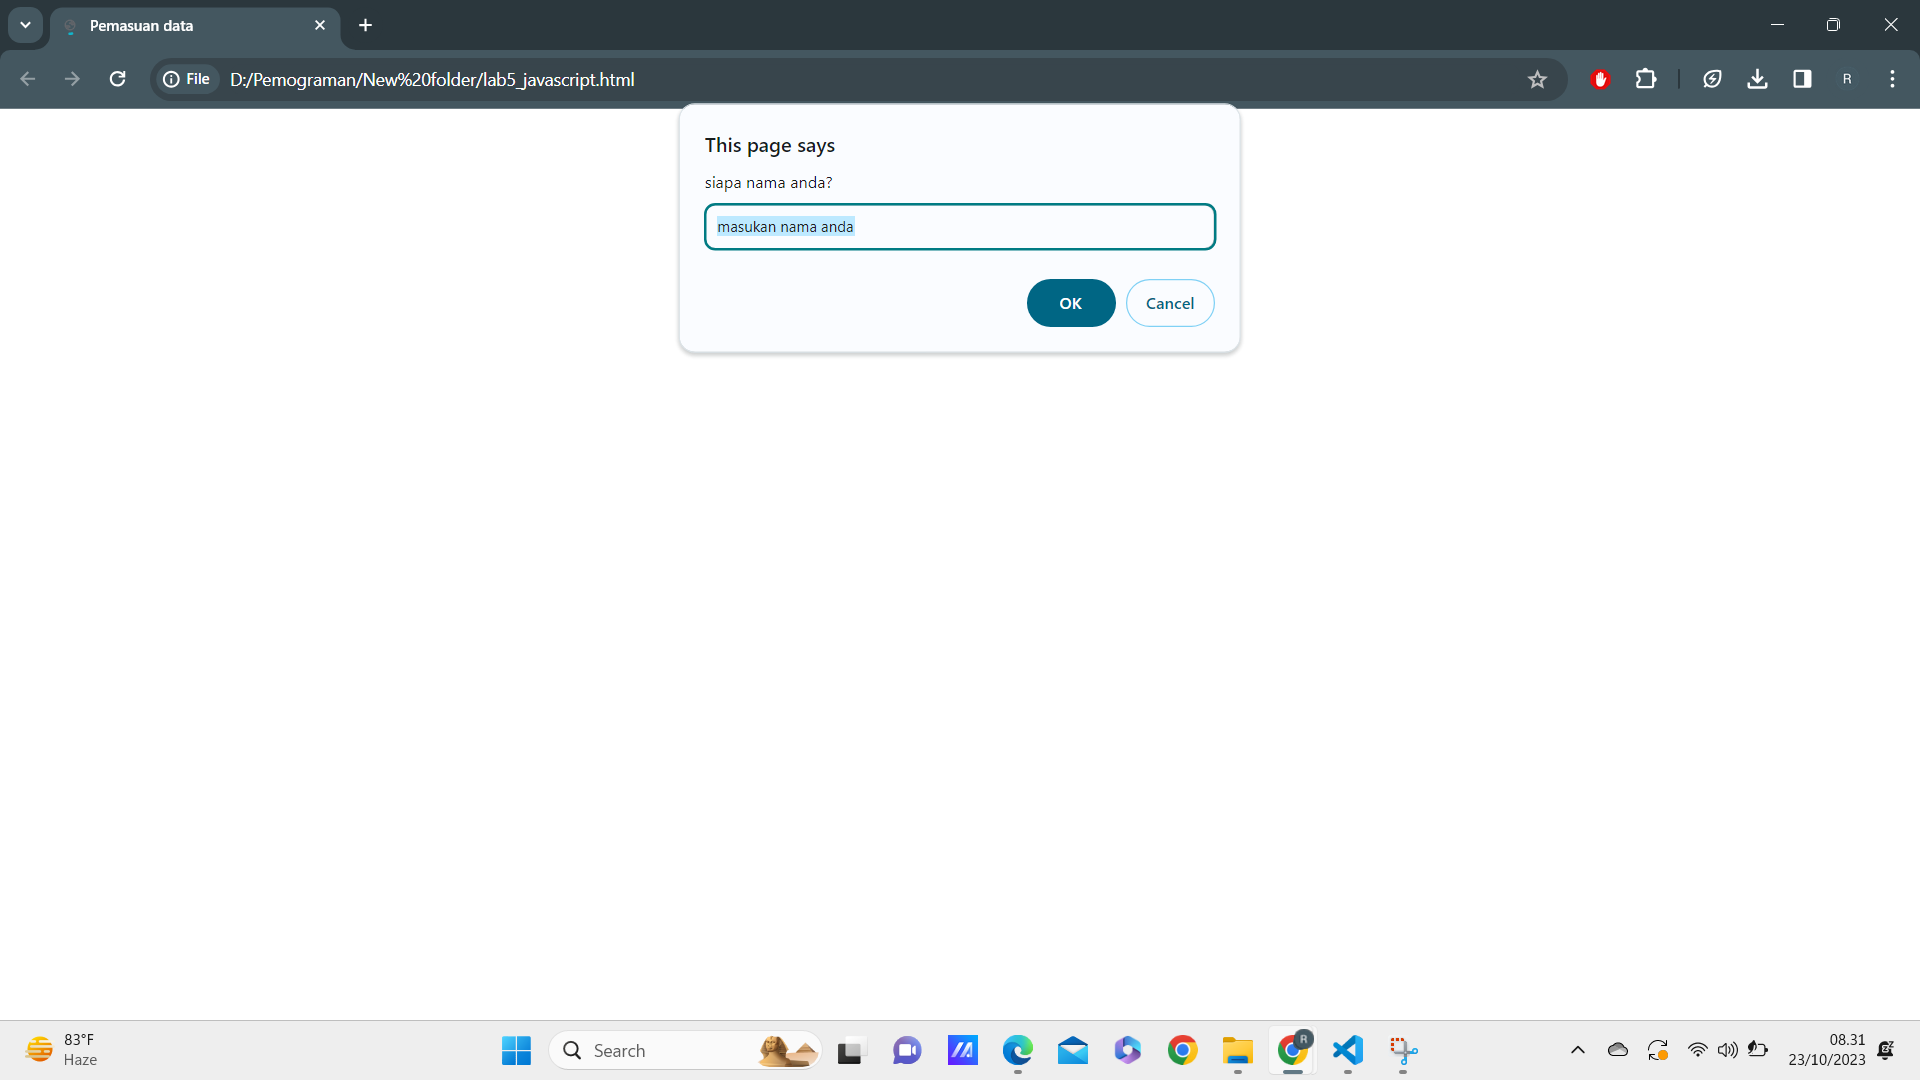 Pemasuan data
File
D:/Pemograman/New%20folder/lab5_javascript.html
R
This page says
siapa nama anda?
masukan nama anda
OK
Cancel
83°F
Haze
Search
R
08.31
23/10/2023